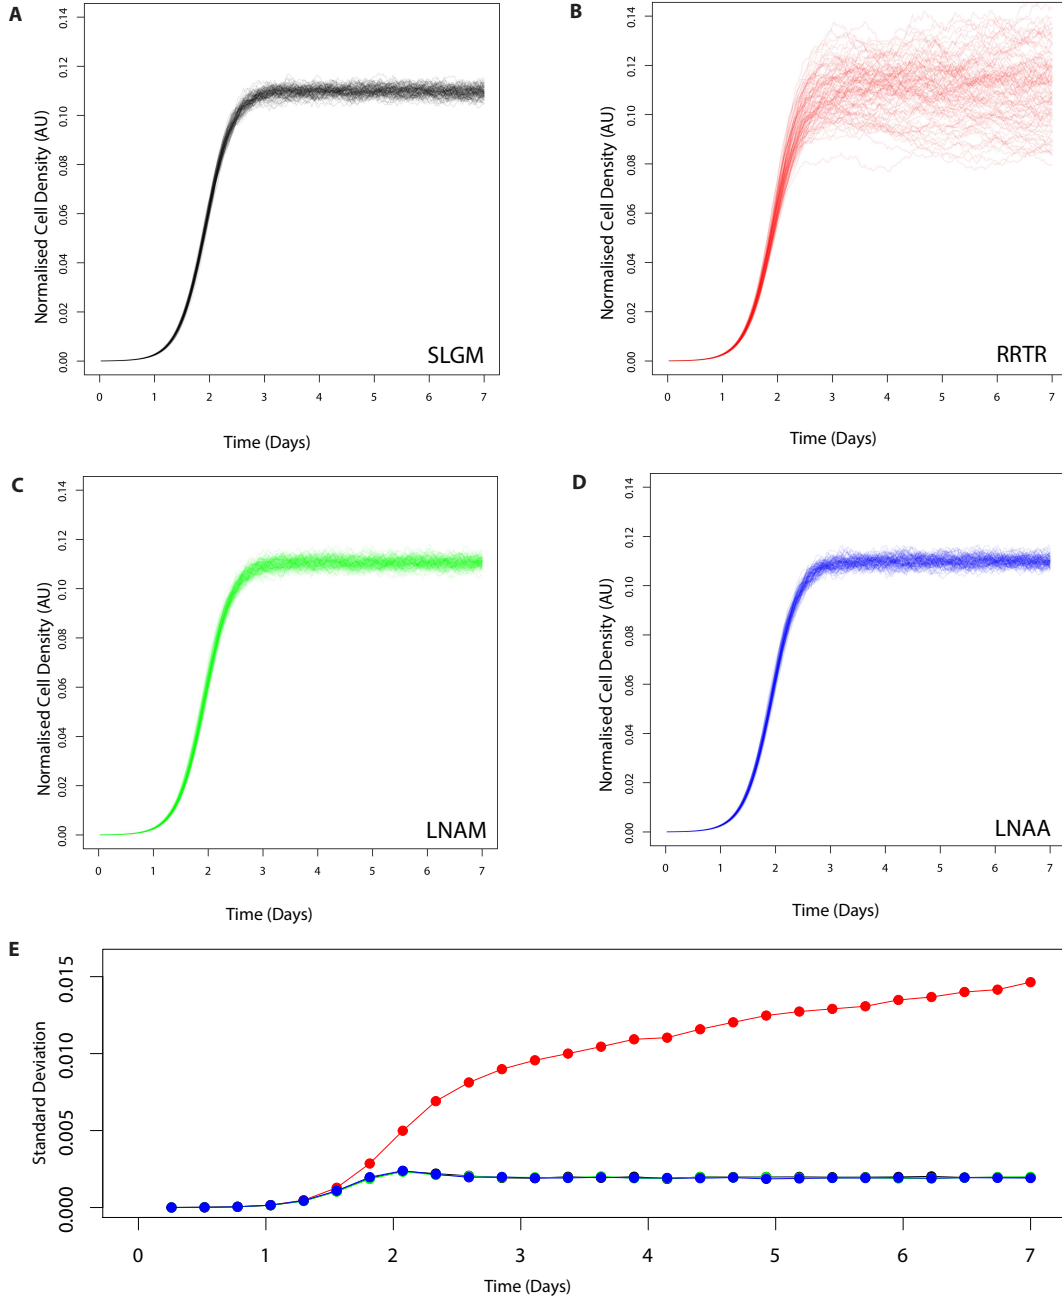 A
Normalised Cell Density (AU)
0.00 0.02 0.04 0.06 0.08 0.10 0.12 0.14
SLGM
0 1 2 3 4 5 6 7
Time (Days)
B
Normalised Cell Density (AU)
0.00 0.02 0.04 0.06 0.08 0.10 0.12 0.14
RRTR
0 1 2 3 4 5 6 7
Time (Days)
C
Normalised Cell Density (AU)
0.00 0.02 0.04 0.06 0.08 0.10 0.12 0.14
LNAM
0 1 2 3 4 5 6 7
Time (Days)
D
Normalised Cell Density (AU)
0.00 0.02 0.04 0.06 0.08 0.10 0.12 0.14
LNAA
0 1 2 3 4 5 6 7
Time (Days)
E
Standard Deviation
0.000 0.005 0.010 0.015
0 1 2 3 4 5 6 7
Time (Days)